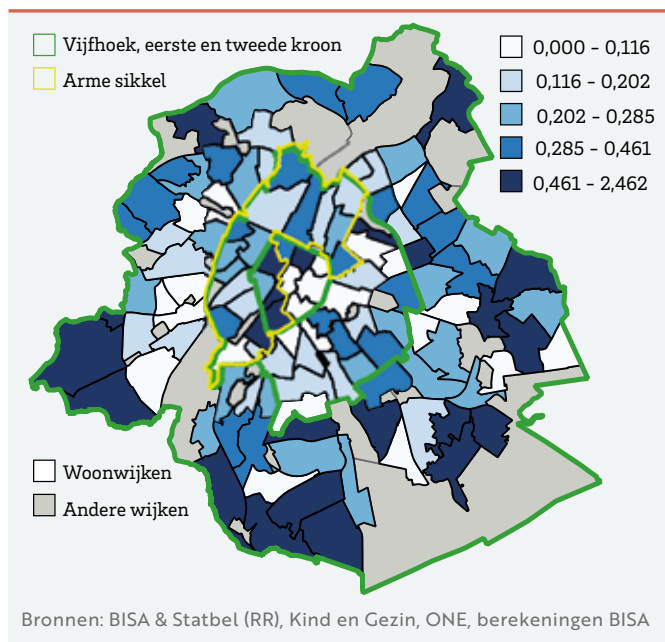 Vijfhoek, eerste en tweede kroon
Arme sikkel
0,000 - 0,116
0,116 - 0,202
0,202 - 0,285
0,285 - 0,461
0,461 - 2,462
Woonwijken
Andere wijken
Bronnen: BISA & Statbel (RR), Kind en Gezin, ONE, berekeningen BISA